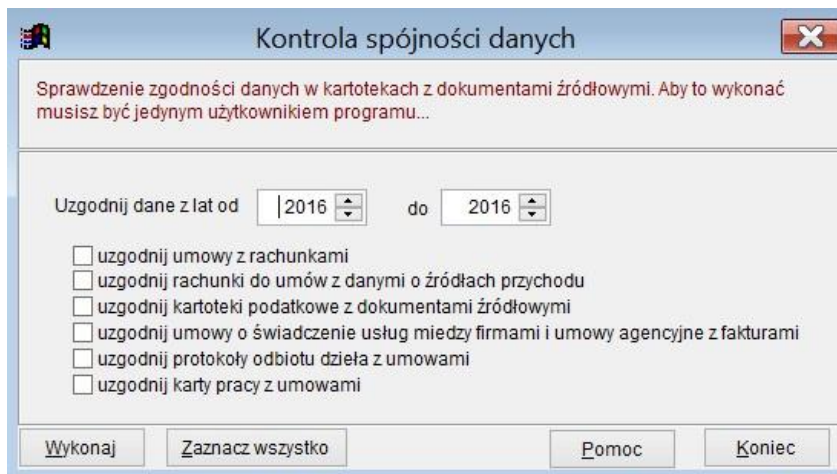 Kontrola spójności danych
Sprawdzenie zgodności danych w kartotekach z dokumentami źródłowymi. Aby to wykonać
musisz być jedynym użytkownikiem programu...
Uzgodnij dane z lat od 2016 do 2016
uzgodnij umowy z rachunkami
uzgodnij rachunki do umów z danymi o źródłach przychodu
uzgodnij kartoteki podatkowe z dokumentami źródłowymi
uzgodnij umowy o świadczenie usług miedzy firmami i umowy agencyjne z fakturami
uzgodnij protokoły odbiotu dzieła z umowami
uzgodnij karty pracy z umowami
Wykonaj Zaznacz wszystko Pomoc Koniec